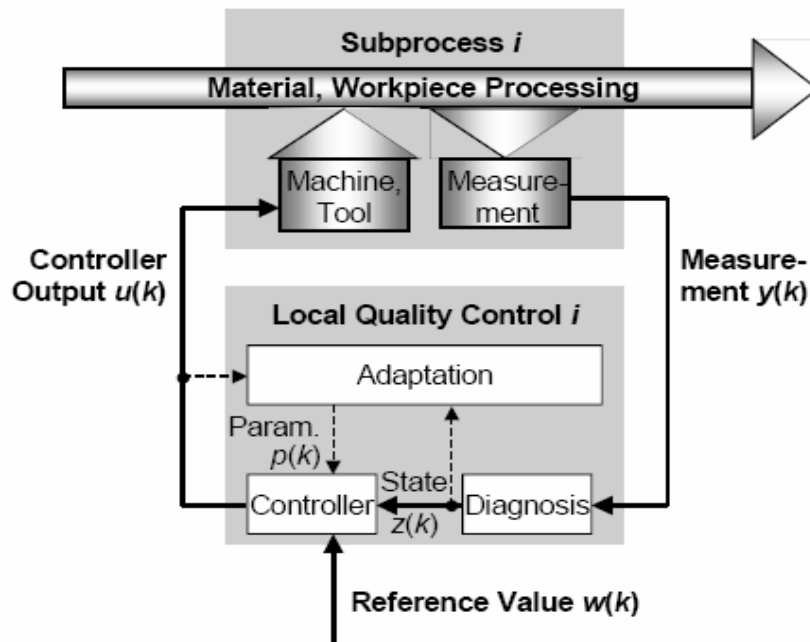 Subprocess i
Material, Workpiece Processing
Machine,
Tool
Measure-
ment
Controller
Output u(k)
Measure-
ment y(k)
Local Quality Control i
Adaptation
Param.
p(k)
State
z(k)
Controller
Diagnosis
Reference Value w(k)